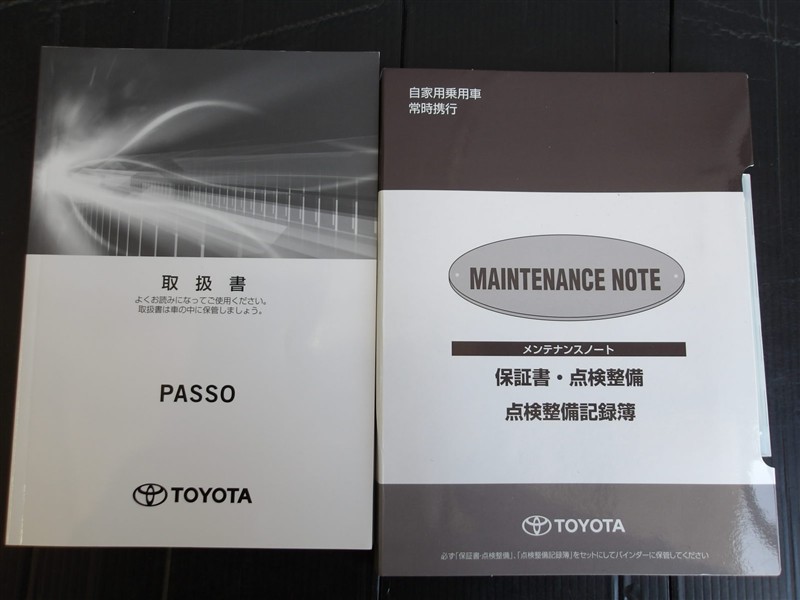 取扱書
よくお読みになってご使用ください。
取扱書は車の中に保管しましょう。
PASSO
TOYOTA
自家用乗用車
常時携行
MAINTENANCE NOTE
メンテナンスノート
保証書・点検整備
点検整備記録簿
TOYOTA
必ず「保証書・点検整備」、「点検整備記録簿」をセットにしてバインダーに保管してください